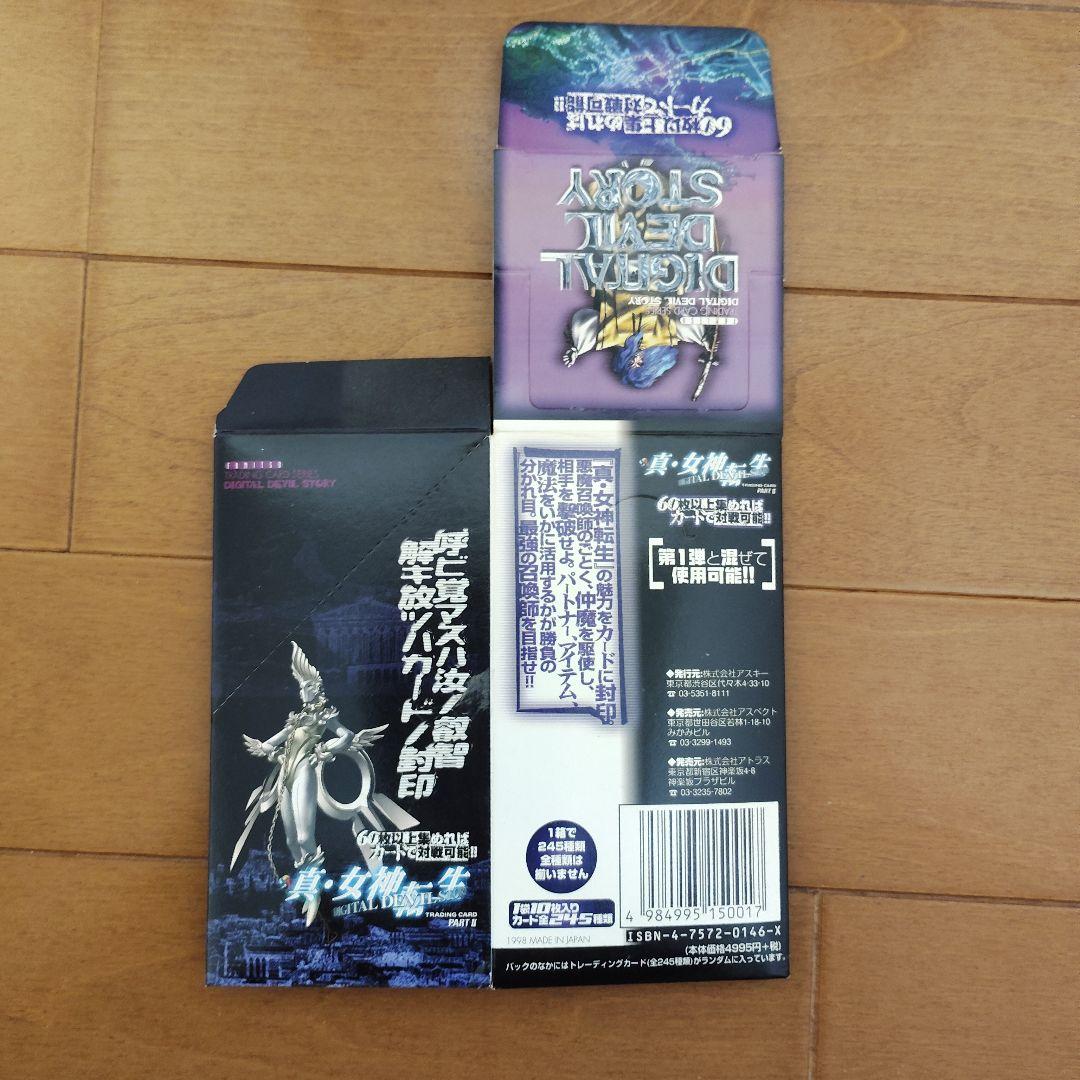 60枚以上集めれば
カードで対戦可能!!
DIGITAL
DEVIL
STORY
FAMITSU
TRADING CARD SERIES
DIGITAL DEVIL STORY
FAMITSU
TRADING CARD SERIES
DIGITAL DEVIL STORY
呼ビ覚マスハ汝ノ叡智
解キ放ツハカードノ封印
60枚以上集めれば
カードで対戦可能!!
真・女神転生
DIGITAL DEVIL
TRADING CARD
PART II
『真・女神転生』の魅力をカードに封印。
悪魔召喚師のごとく、仲魔を駆使し、
相手を撃破せよ。パートナー、アイテム、
魔法をいかに活用するかが勝負の
分かれ目。最強の召喚師を目指せ!!
真・女神転生
DIGITAL DEVIL
TRADING CARD
PART II
60枚以上集めれば
カードで対戦可能!!
第1弾と混ぜて
使用可能!!
◆発行元:株式会社アスキー
東京都渋谷区代々木4-33-10
☎ 03-5351-8111
◆発売元:株式会社アスペクト
東京都世田谷区若林1-18-10
みかみビル
☎ 03-3299-1493
◆発売元:株式会社アトラス
東京都新宿区神楽坂4-8
神楽坂プラザビル
☎ 03-3235-7802
1箱で
245種類
全種類は
揃いません
1袋10枚入り
カード全245種類
1998 MADE IN JAPAN
4 984995 150017
ISBN-4-7572-0146-X
(本体価格4995円+税)
パックのなかにはトレーディングカード(全245種類)がランダムに入っています。